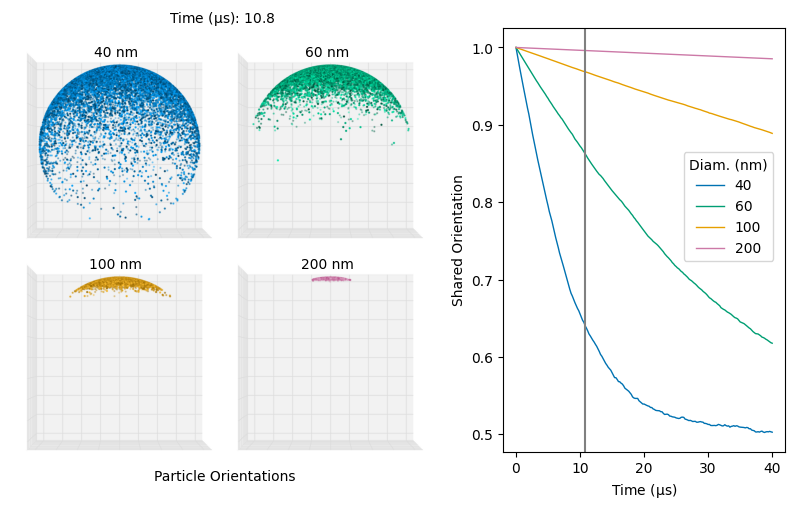 Time (µs): 10.8
40 nm
60 nm
100 nm
200 nm
Particle Orientations
Shared Orientation
1.0
0.9
0.8
0.7
0.6
0.5
Diam. (nm)
40
60
100
200
0
10
20
30
40
Time (µs)